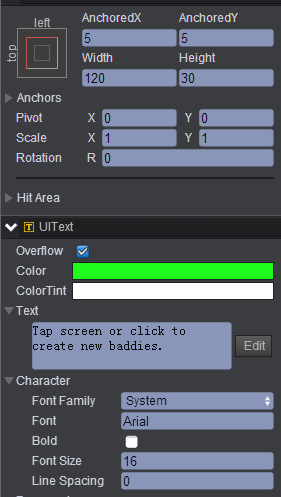 left
top
AnchoredX AnchoredY
5 5
Width Height
120 30
Anchors
Pivot X 0 Y 0
Scale X 1 Y 1
Rotation R 0
Hit Area
T UIText
Overflow
Color
ColorTint
Text
Tap screen or click to
create new baddies.
Edit
Character
Font Family System
Font Arial
Bold
Font Size 16
Line Spacing 0